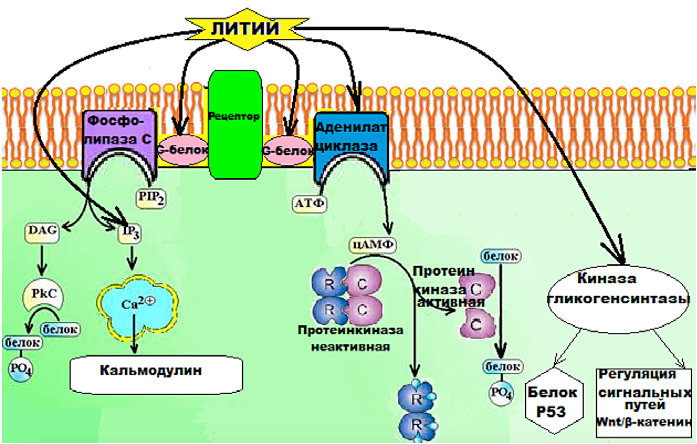 ЛИТИЙ
Фосфо-
липаза С
G-белок
Рецептор
G-белок
Аденилат
циклаза
PIP2
АТФ
DAG
IP3
цАМФ
PkC
Ca2+
белок
белок
PO4
Кальмодулин
R C
R C
Протеинкиназа
неактивная
Протеин
киназа
активная
C
C
R
R
белок
белок
PO4
Киназа
гликогенсинтазы
Белок
P53
Регуляция
сигнальных
путей
Wnt/β-катенин